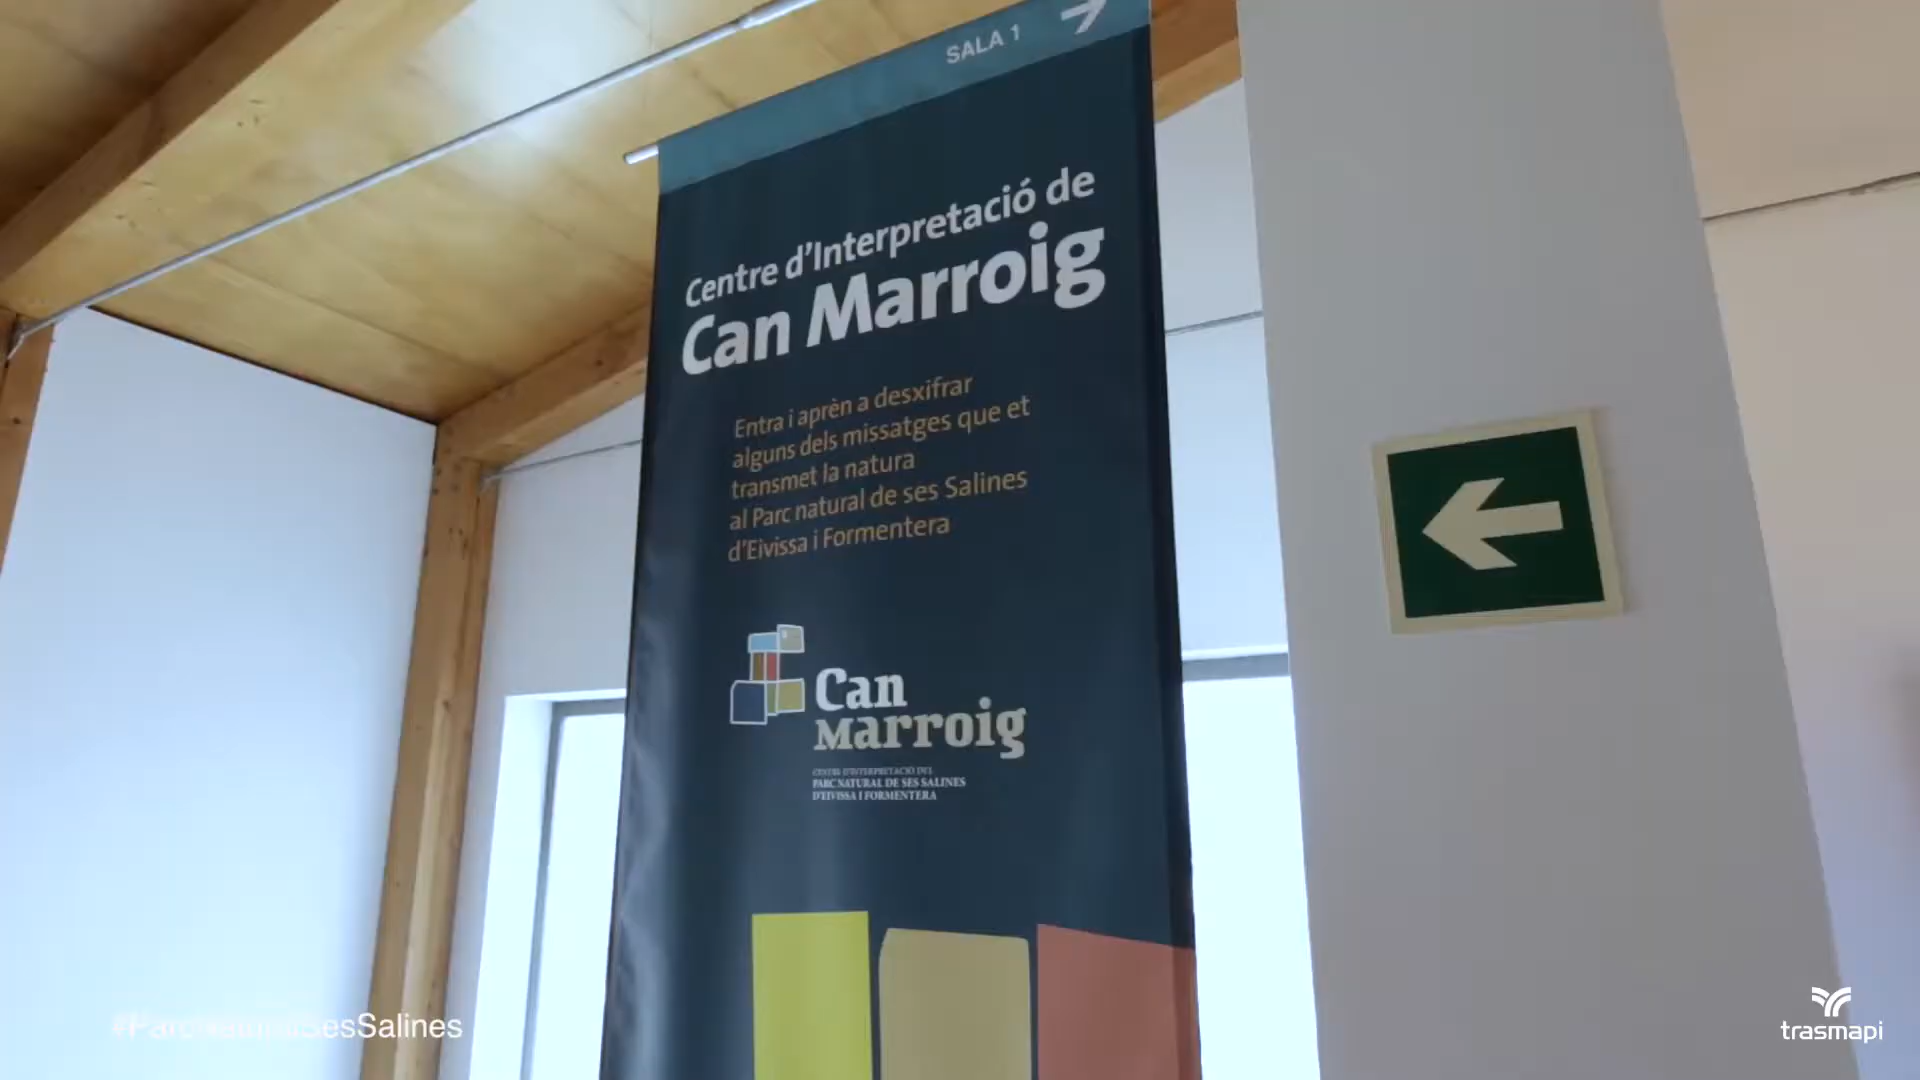 SALA 1
Centre d'Interpretació de
Can Marroig
Entra i aprèn a desxifrar
alguns dels missatges que et
transmet la natura
al Parc natural de ses Salines
d'Eivissa i Formentera
Can
Marroig
CENTRE D'INTERPRETACIÓ DEL
PARC NATURAL DE SES SALINES
D'EIVISSA I FORMENTERA
#ParcNaturalSesSalines
trasmapi